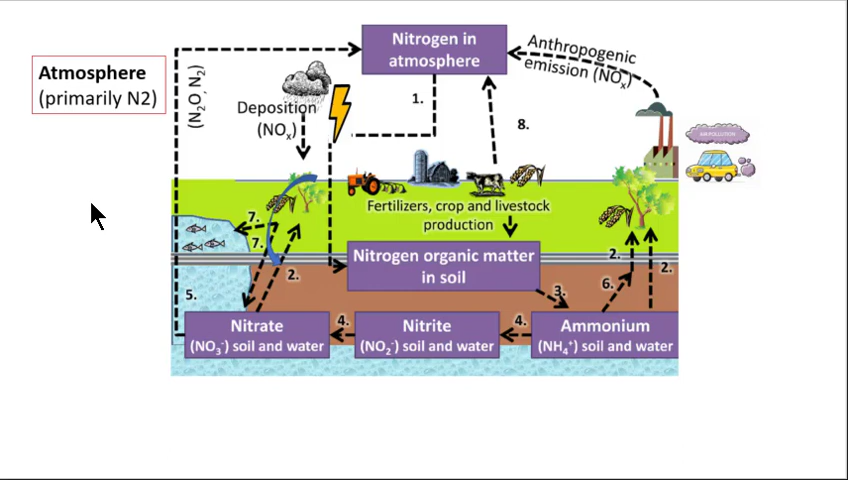 Nitrogen in
atmosphere
Anthropogenic
emission (NOₓ)
Atmosphere
(primarily N2)
(N₂O, N₂)
Deposition
(NOₓ)
1.
8.
AIR POLLUTION
Fertilizers, crop and livestock
production
7.
7.
2.
Nitrogen organic matter
in soil
2.
2.
5.
3.
6.
Nitrate
(NO₃⁻) soil and water
4.
Nitrite
(NO₂⁻) soil and water
4.
Ammonium
(NH₄⁺) soil and water